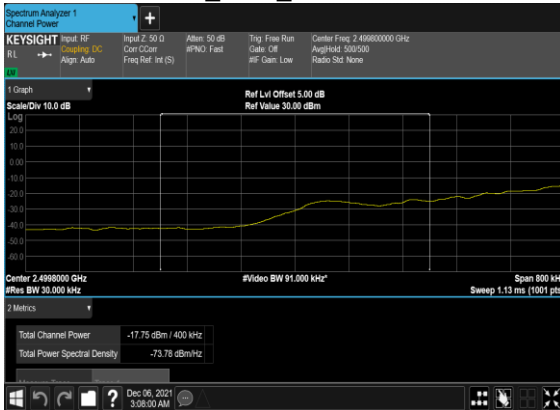 Spectrum Analyzer 1
Channel Power
+
KEYSIGHT
RL
Input: RF
Coupling: DC
Align: Auto
Input Z: 50 Ω
Corr CCorr
Freq Ref: Int (S)
Atten: 50 dB
#PNO: Fast
Trig: Free Run
Gate: Off
#IF Gain: Low
Center Freq: 2.499800000 GHz
Avg|Hold: 500/500
Radio Std: None
1 Graph
Scale/Div 10.0 dB
Ref Lvl Offset 5.00 dB
Ref Value 30.00 dBm
Log
20.0
10.0
0.00
-10.0
-20.0
-30.0
-40.0
-50.0
-60.0
Center 2.4998000 GHz
#Res BW 30.000 kHz
#Video BW 91.000 kHz*
Span 800 kH
Sweep 1.13 ms (1001 pts
2 Metrics
Total Channel Power -17.75 dBm / 400 kHz
Total Power Spectral Density -73.78 dBm/Hz
?
Dec 06, 2021
3:08:00 AM